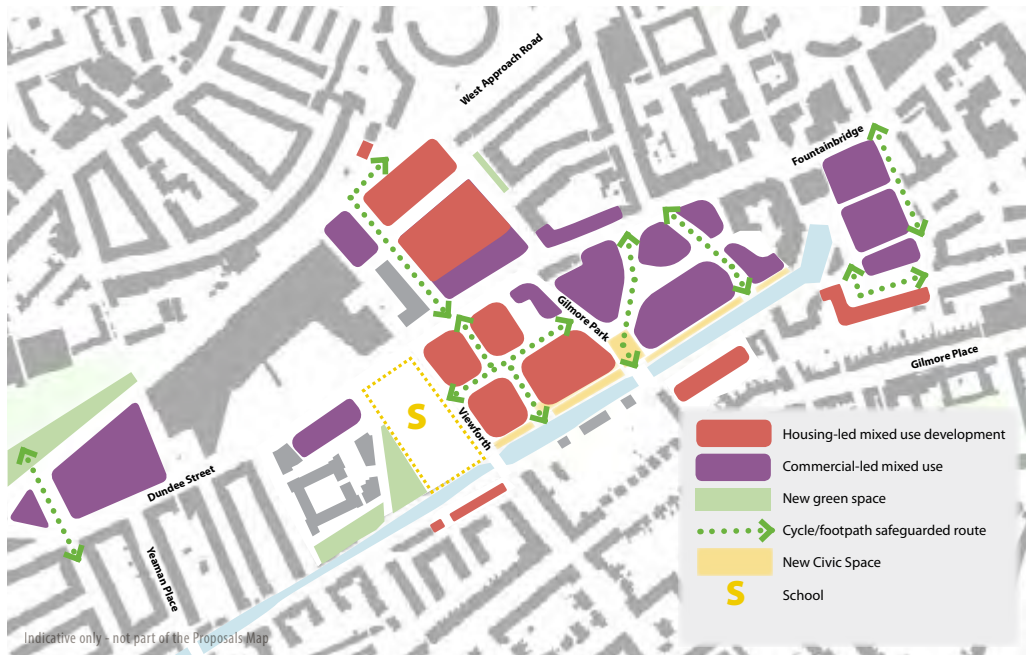 West Approach Road
Fountainbridge
Gilmore Park
Gilmore Place
S
Viewforth
Dundee Street
Yeaman Place
Housing-led mixed use development
Commercial-led mixed use
New green space
Cycle/footpath safeguarded route
New Civic Space
S School
Indicative only - not part of the Proposals Map